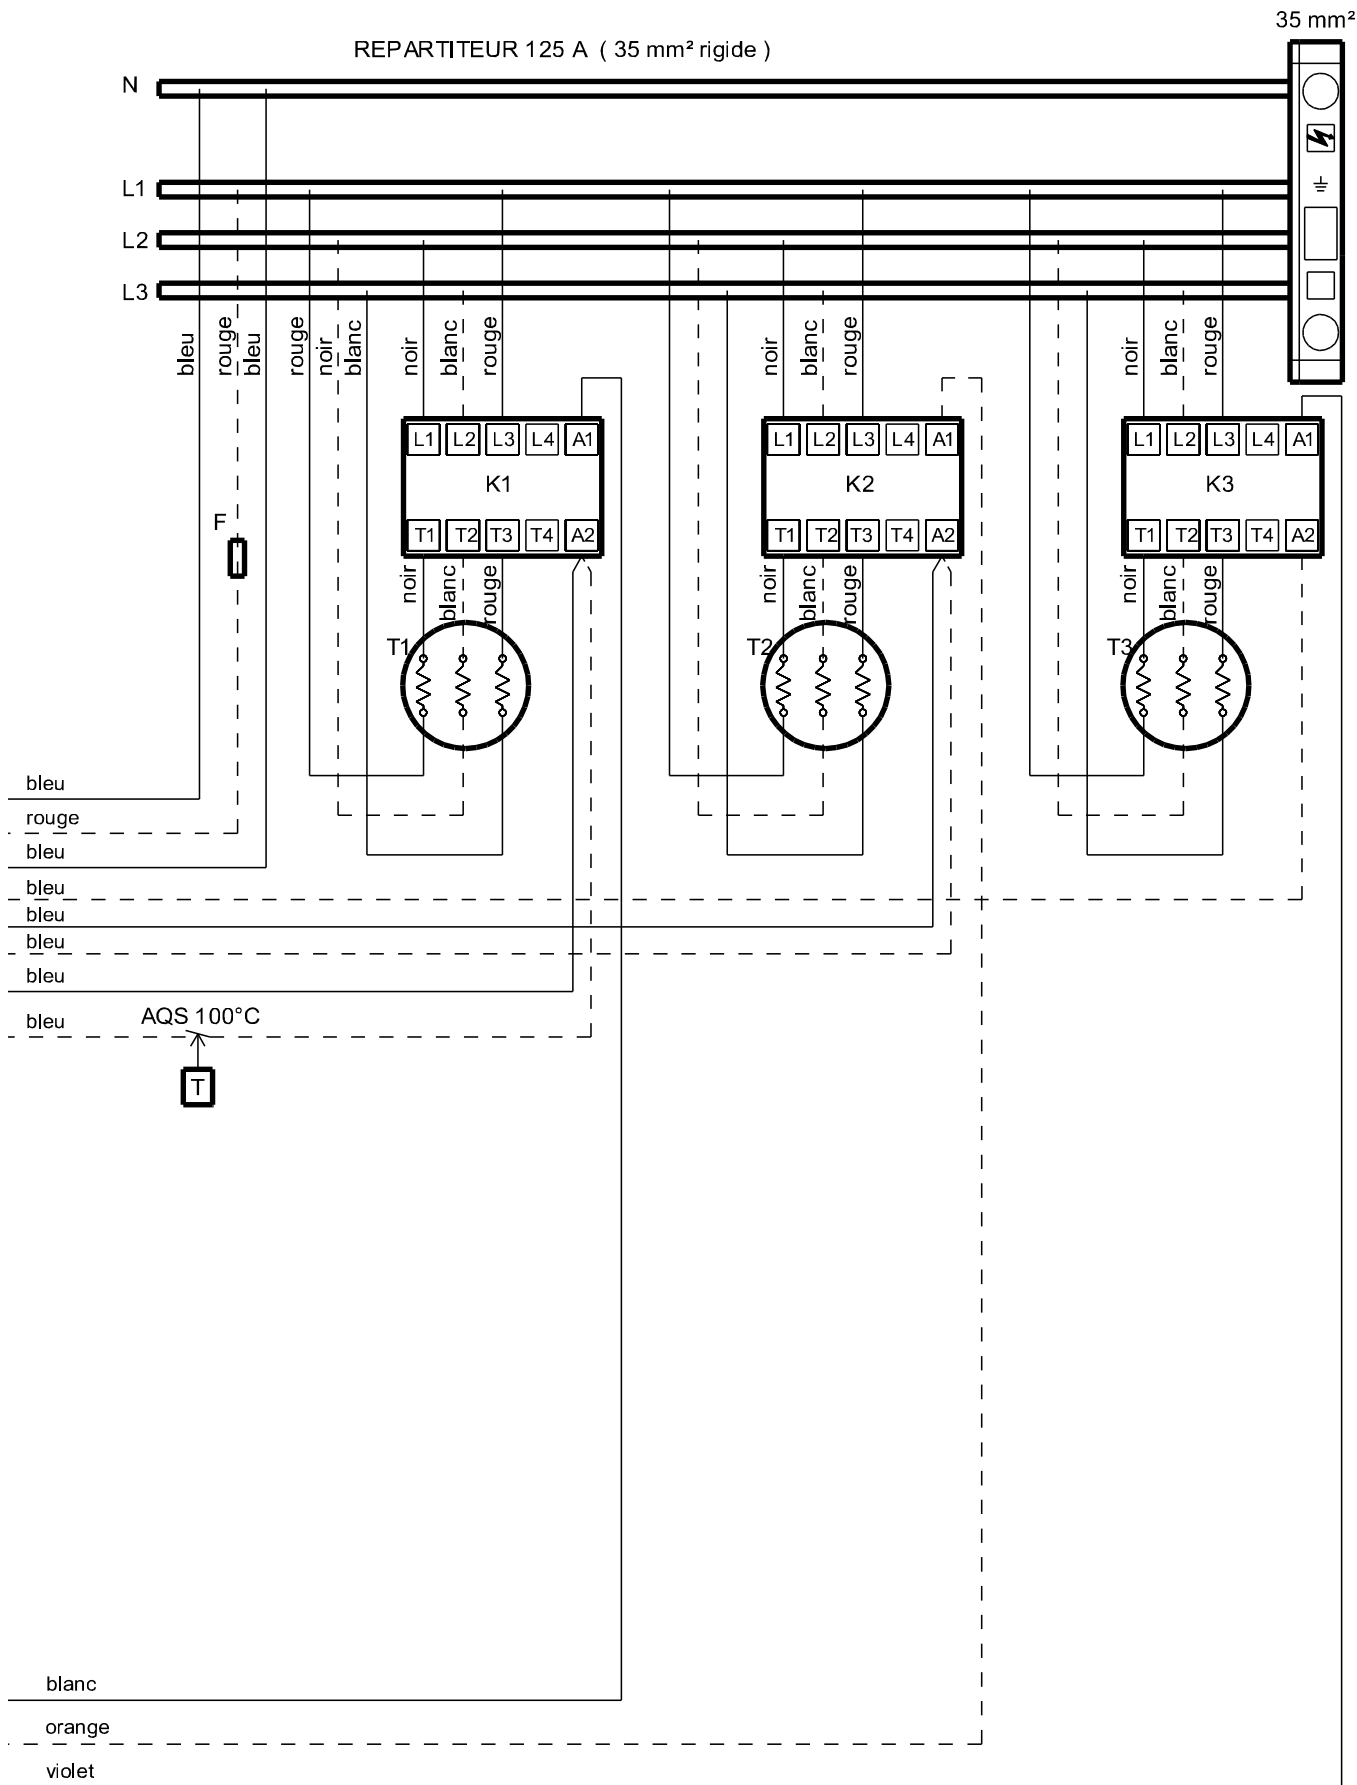 35 mm²
REPARTITEUR 125 A ( 35 mm² rigide )
N
L1
L2
L3
bleu
rouge
bleu
rouge
noir
blanc
noir
blanc
rouge
noir
blanc
rouge
noir
blanc
rouge
L1 L2 L3 L4 A1
K1
T1 T2 T3 T4 A2
L1 L2 L3 L4 A1
K2
T1 T2 T3 T4 A2
L1 L2 L3 L4 A1
K3
T1 T2 T3 T4 A2
F
noir
blanc
rouge
noir
blanc
rouge
noir
blanc
rouge
T1
T2
T3
bleu
rouge
bleu
bleu
bleu
bleu
bleu
bleu
AQS 100°C
T
blanc
orange
violet